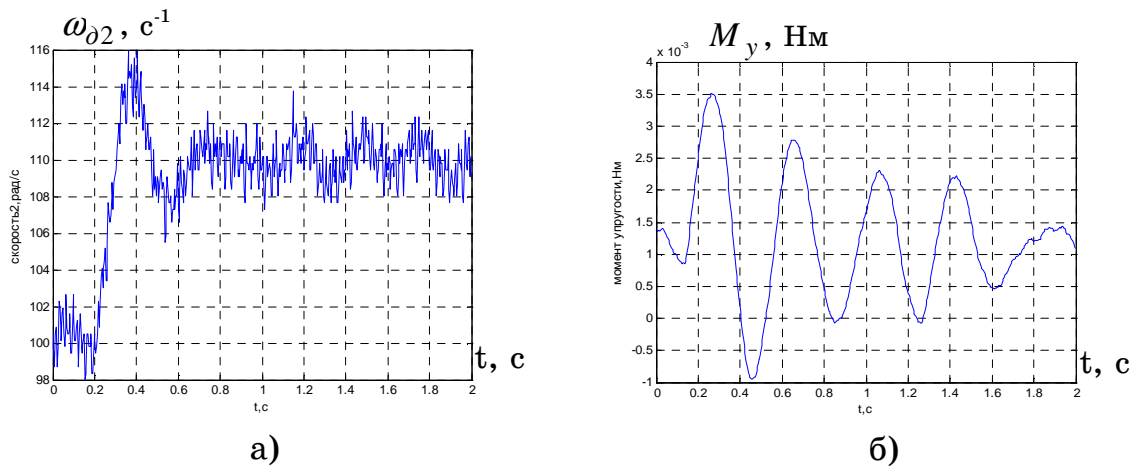 ω∂2 , с-1
116
114
112
110
108
106
104
102
100
98
скорость2,рад/с
0 0.2 0.4 0.6 0.8 1 1.2 1.4 1.6 1.8 2
t,с
t, с
а)
M y , Нм
x 10-3
4
3.5
3
2.5
2
1.5
1
0.5
0
-0.5
-1
момент упругости,Нм
0 0.2 0.4 0.6 0.8 1 1.2 1.4 1.6 1.8 2
t,с
t, с
б)